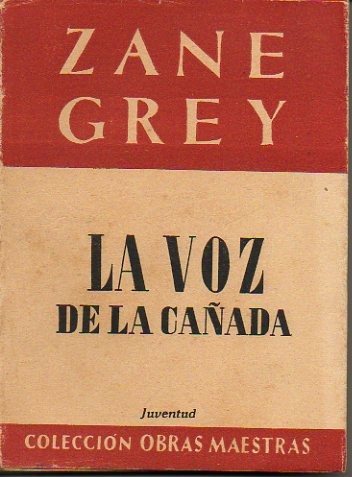 ZANE
GREY
LA VOZ
DE LA CAÑADA
Juventud
COLECCIÓN OBRAS MAESTRAS